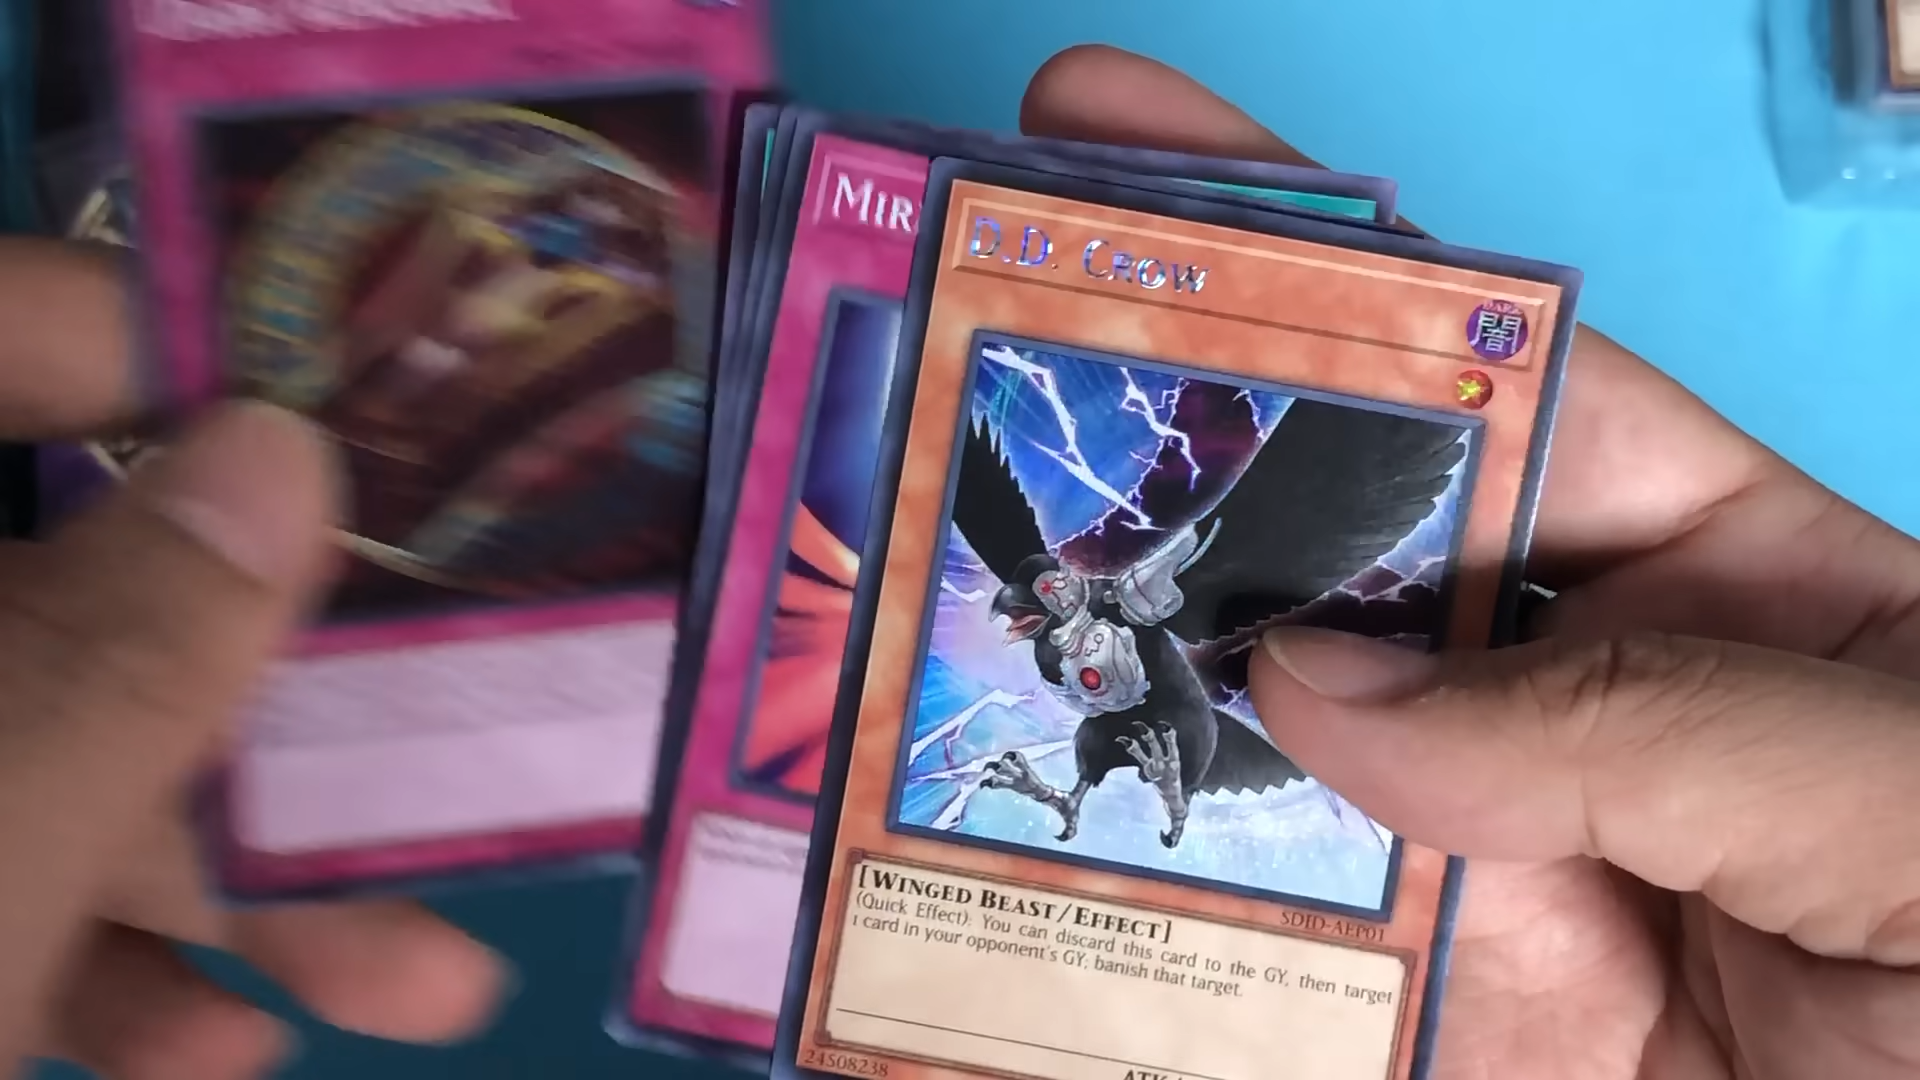 MIR
D.D. CROW
DARK
闇
SDID-AEP01
[WINGED BEAST/EFFECT]
(Quick Effect): You can discard this card to the GY, then target
1 card in your opponent's GY; banish that target.
24508238
ATK